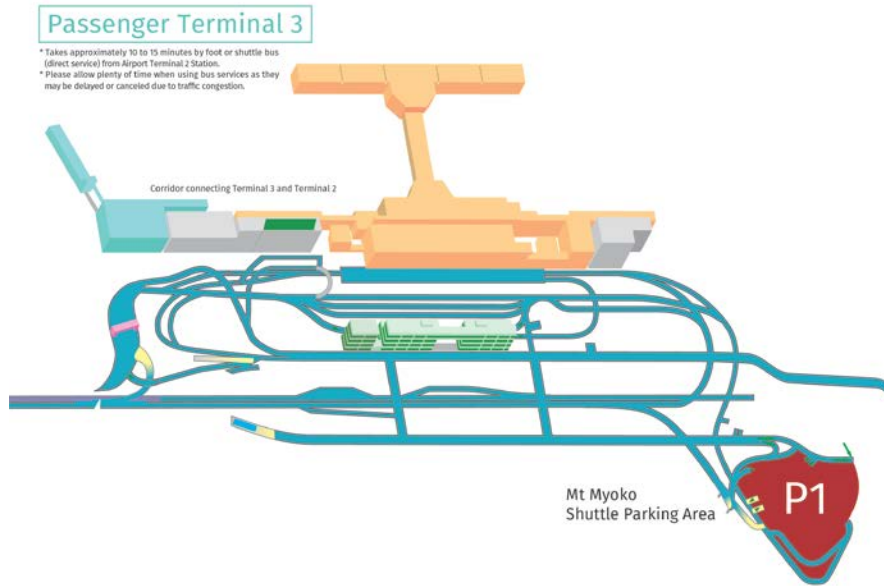 Passenger Terminal 3
* Takes approximately 10 to 15 minutes by foot or shuttle bus
(direct service) from Airport Terminal 2 Station.
* Please allow plenty of time when using bus services as they
may be delayed or canceled due to traffic congestion.
Corridor connecting Terminal 3 and Terminal 2
Mt Myoko
Shuttle Parking Area
P1